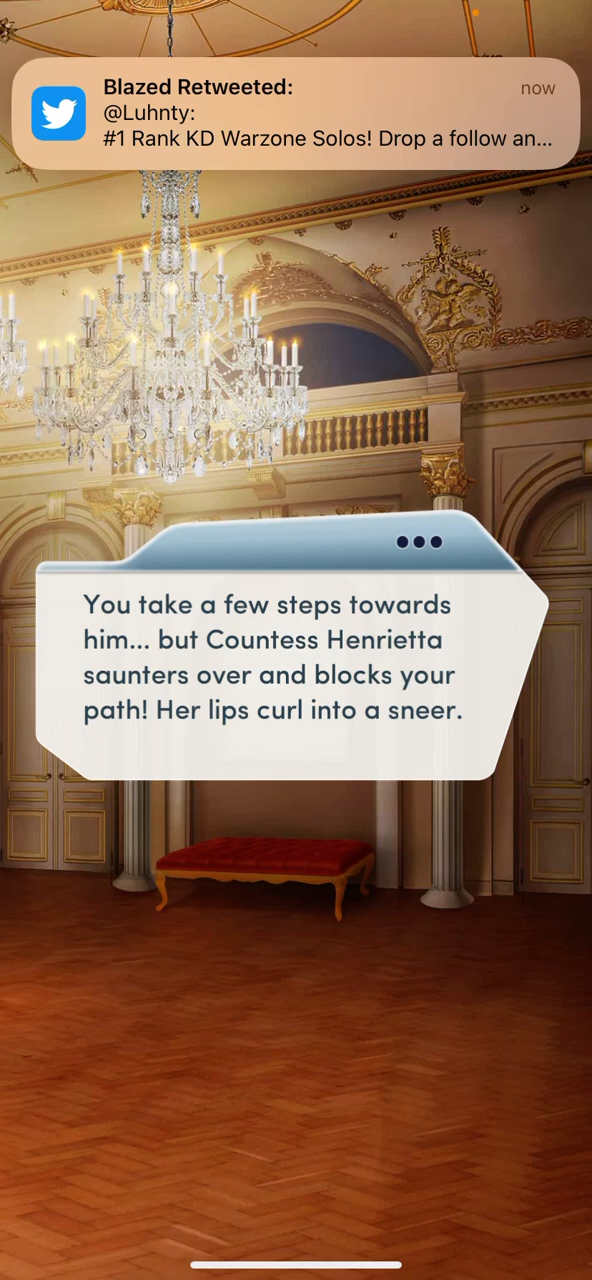 Blazed Retweeted:
now
@Luhnty:
#1 Rank KD Warzone Solos! Drop a follow an...
You take a few steps towards
him... but Countess Henrietta
saunters over and blocks your
path! Her lips curl into a sneer.